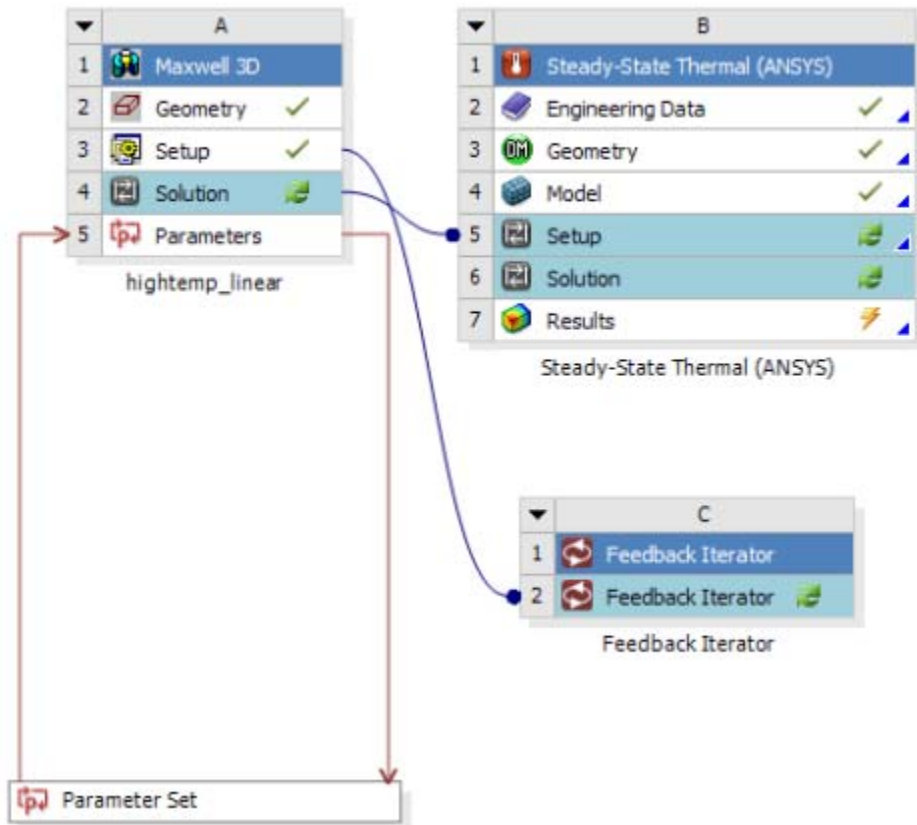 A
1 Maxwell 3D
2 Geometry
3 Setup
4 Solution
5 Parameters
hightemp_linear
B
1 Steady-State Thermal (ANSYS)
2 Engineering Data
3 Geometry
4 Model
5 Setup
6 Solution
7 Results
Steady-State Thermal (ANSYS)
C
1 Feedback Iterator
2 Feedback Iterator
Feedback Iterator
Parameter Set